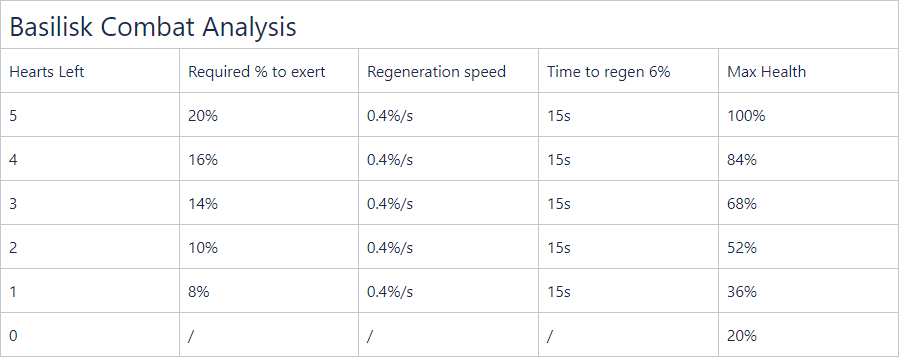 Basilisk Combat Analysis
Hearts Left Required % to exert Regeneration speed Time to regen 6% Max Health
5 20% 0.4%/s 15s 100%
4 16% 0.4%/s 15s 84%
3 14% 0.4%/s 15s 68%
2 10% 0.4%/s 15s 52%
1 8% 0.4%/s 15s 36%
0 / / / 20%